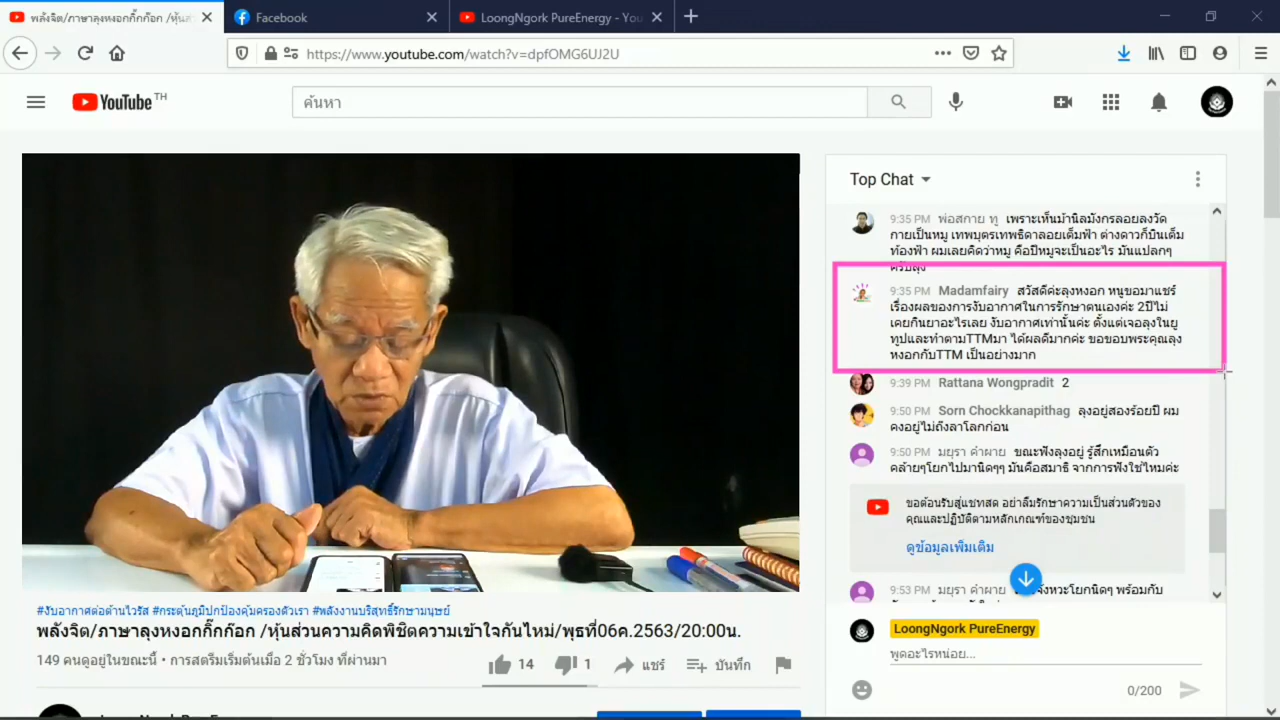 พลังจิต/ภาษาลุงหงอกกิ๊กก๊อก /หุ้นส
Facebook
LoongNgork PureEnergy - You
https://www.youtube.com/watch?v=dpfOMG6UJ2U
YouTube TH
ค้นหา
Top Chat
9:35 PM พ่อสกาย ทู เพราะเห็นม้านิลมังกรลอยลงวัด
กายเป็นหมู เทพบุตรเทพธิดาลอยเต็มฟ้า ต่างดาวก็บินเต็ม
ท้องฟ้า ผมเลยคิดว่าหมู คือปีหมูจะเป็นอะไร มันแปลกๆ
ครับลุง
9:35 PM Madamfairy สวัสดีค่ะลุงหงอก หนูขอมาแชร์
เรื่องผลของการงับอากาศในการรักษาตนเองค่ะ 2ปีไม่
เคยกินยาอะไรเลย งับอากาศเท่านั้นค่ะ ตั้งแต่เจอลุงในยู
ทูปและทำตามTTMมา ได้ผลดีมากค่ะ ขอขอบพระคุณลุง
หงอกกับTTM เป็นอย่างมาก
9:39 PM Rattana Wongpradit 2
9:50 PM Sorn Chockkanapithag ลุงอยู่สองร้อยปี ผม
คงอยู่ไม่ถึงลาโลกก่อน
9:50 PM มยุรา คำผาย ขณะฟังลุงอยู่ รู้สึกเหมือนตัว
คล้ายๆโยกไปมานิดๆๆ มันคือสมาธิ จากการฟังใช่ไหมค่ะ
ขอต้อนรับสู่แชทสด อย่าลืมรักษาความเป็นส่วนตัวของ
คุณและปฏิบัติตามหลักเกณฑ์ของชุมชน
ดูข้อมูลเพิ่มเติม
9:53 PM มยุรา คำผาย จังหวะโยกนิดๆ พร้อมกับ
LoongNgork PureEnergy
พูดอะไรหน่อย...
0/200
#งับอากาศต่อต้านไวรัส #กระตุ้นภูมิปกป้องคุ้มครองตัวเรา #พลังงานบริสุทธิ์รักษามนุษย์
พลังจิต/ภาษาลุงหงอกกิ๊กก๊อก /หุ้นส่วนความคิดพิชิตความเข้าใจกันไหม่/พุธที่06ค.2563/20:00น.
149 คนดูอยู่ในขณะนี้ • การสตรีมเริ่มต้นเมื่อ 2 ชั่วโมง ที่ผ่านมา
14 1 แชร์ บันทึก